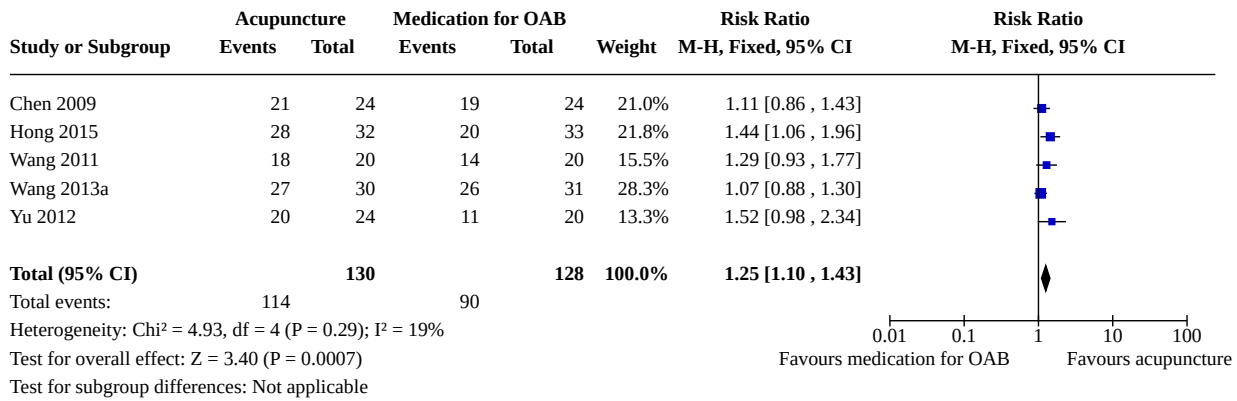 Acupuncture Medication for OAB Risk Ratio Risk Ratio
Study or Subgroup Events Total Events Total Weight M-H, Fixed, 95% CI M-H, Fixed, 95% CI
Chen 2009 21 24 19 24 21.0% 1.11 [0.86 , 1.43]
Hong 2015 28 32 20 33 21.8% 1.44 [1.06 , 1.96]
Wang 2011 18 20 14 20 15.5% 1.29 [0.93 , 1.77]
Wang 2013a 27 30 26 31 28.3% 1.07 [0.88 , 1.30]
Yu 2012 20 24 11 20 13.3% 1.52 [0.98 , 2.34]
Total (95% CI) 130 128 100.0% 1.25 [1.10 , 1.43]
Total events: 114 90
Heterogeneity: Chi² = 4.93, df = 4 (P = 0.29); I² = 19%
0.01 0.1 1 10 100
Test for overall effect: Z = 3.40 (P = 0.0007)
Favours medication for OAB Favours acupuncture
Test for subgroup differences: Not applicable